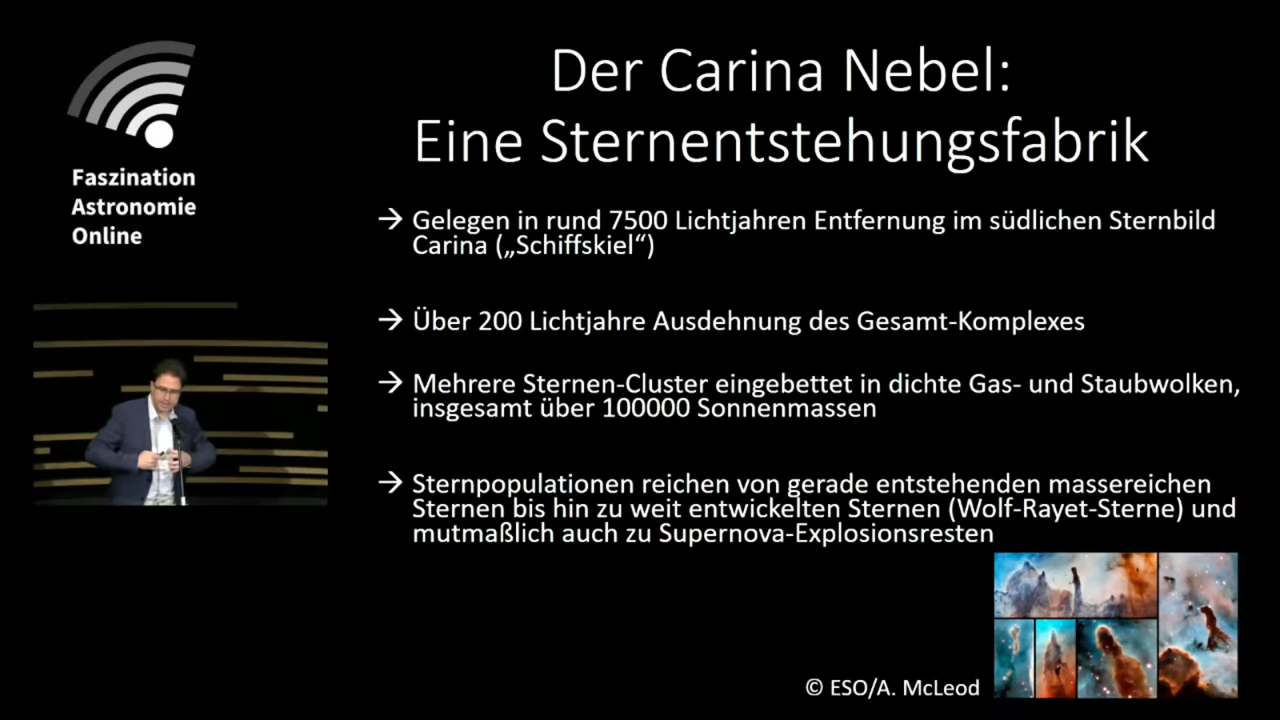 Faszination
Astronomie
Online
Der Carina Nebel:
Eine Sternentstehungsfabrik
→ Gelegen in rund 7500 Lichtjahren Entfernung im südlichen Sternbild
Carina („Schiffskiel“)
→ Über 200 Lichtjahre Ausdehnung des Gesamt-Komplexes
→ Mehrere Sternen-Cluster eingebettet in dichte Gas- und Staubwolken,
insgesamt über 100000 Sonnenmassen
→ Sternpopulationen reichen von gerade entstehenden massereichen
Sternen bis hin zu weit entwickelten Sternen (Wolf-Rayet-Sterne) und
mutmaßlich auch zu Supernova-Explosionsresten
© ESO/A. McLeod